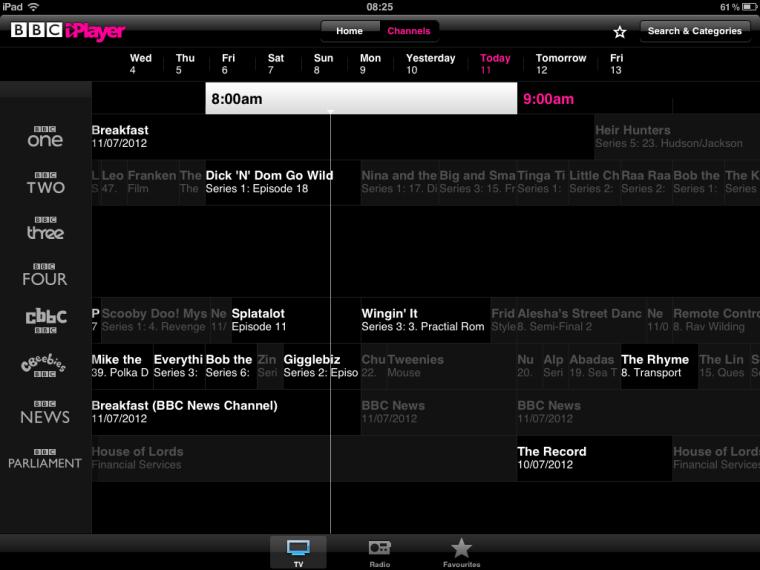 iPad 08:25 61%
BBC iPlayer Home Channels Search & Categories
Wed Thu Fri Sat Sun Mon Yesterday Today Tomorrow Fri
4 5 6 7 8 9 10 11 12 13
8:00am 9:00am
BBC one
Breakfast Heir Hunters
11/07/2012 Series 5: 23. Hudson/Jackson
BBC TWO
L Leo Franken The Dick 'N' Dom Go Wild Nina and the Big and Sma Tinga Ti Little Ch Raa Raa Bob the The K
S 47. Film The Series 1: Episode 18 Series 1: 17. Di Series 3: 15. Fr Series 2: Series 1: Series 2: Series 1: Series
BBC three
BBC FOUR
cbbc BBC
P Scooby Doo! Mys Ne Splatalot Wingin' It Frid Alesha's Street Danc Ne Remote Contro
7 Series 1: 4. Revenge 11/ Episode 11 Series 3: 3. Practial Rom Style 8. Semi-Final 2 11/0 8. Rav Wilding
CBeebies BBC
Mike the Everythi Bob the Zin Gigglebiz Chu Tweenies Nu Alp Abadas The Rhyme The Lin S
39. Polka D Series 3: Series 6: Seri Series 2: Episo 22. Mouse 20. Seri 19. Sea T 8. Transport 15. Ques S
BBC NEWS
Breakfast (BBC News Channel) BBC News BBC News
11/07/2012 11/07/2012 11/07/2012
BBC PARLIAMENT
House of Lords The Record House of Lords
Financial Services 10/07/2012 Financial Services
TV Radio Favourites